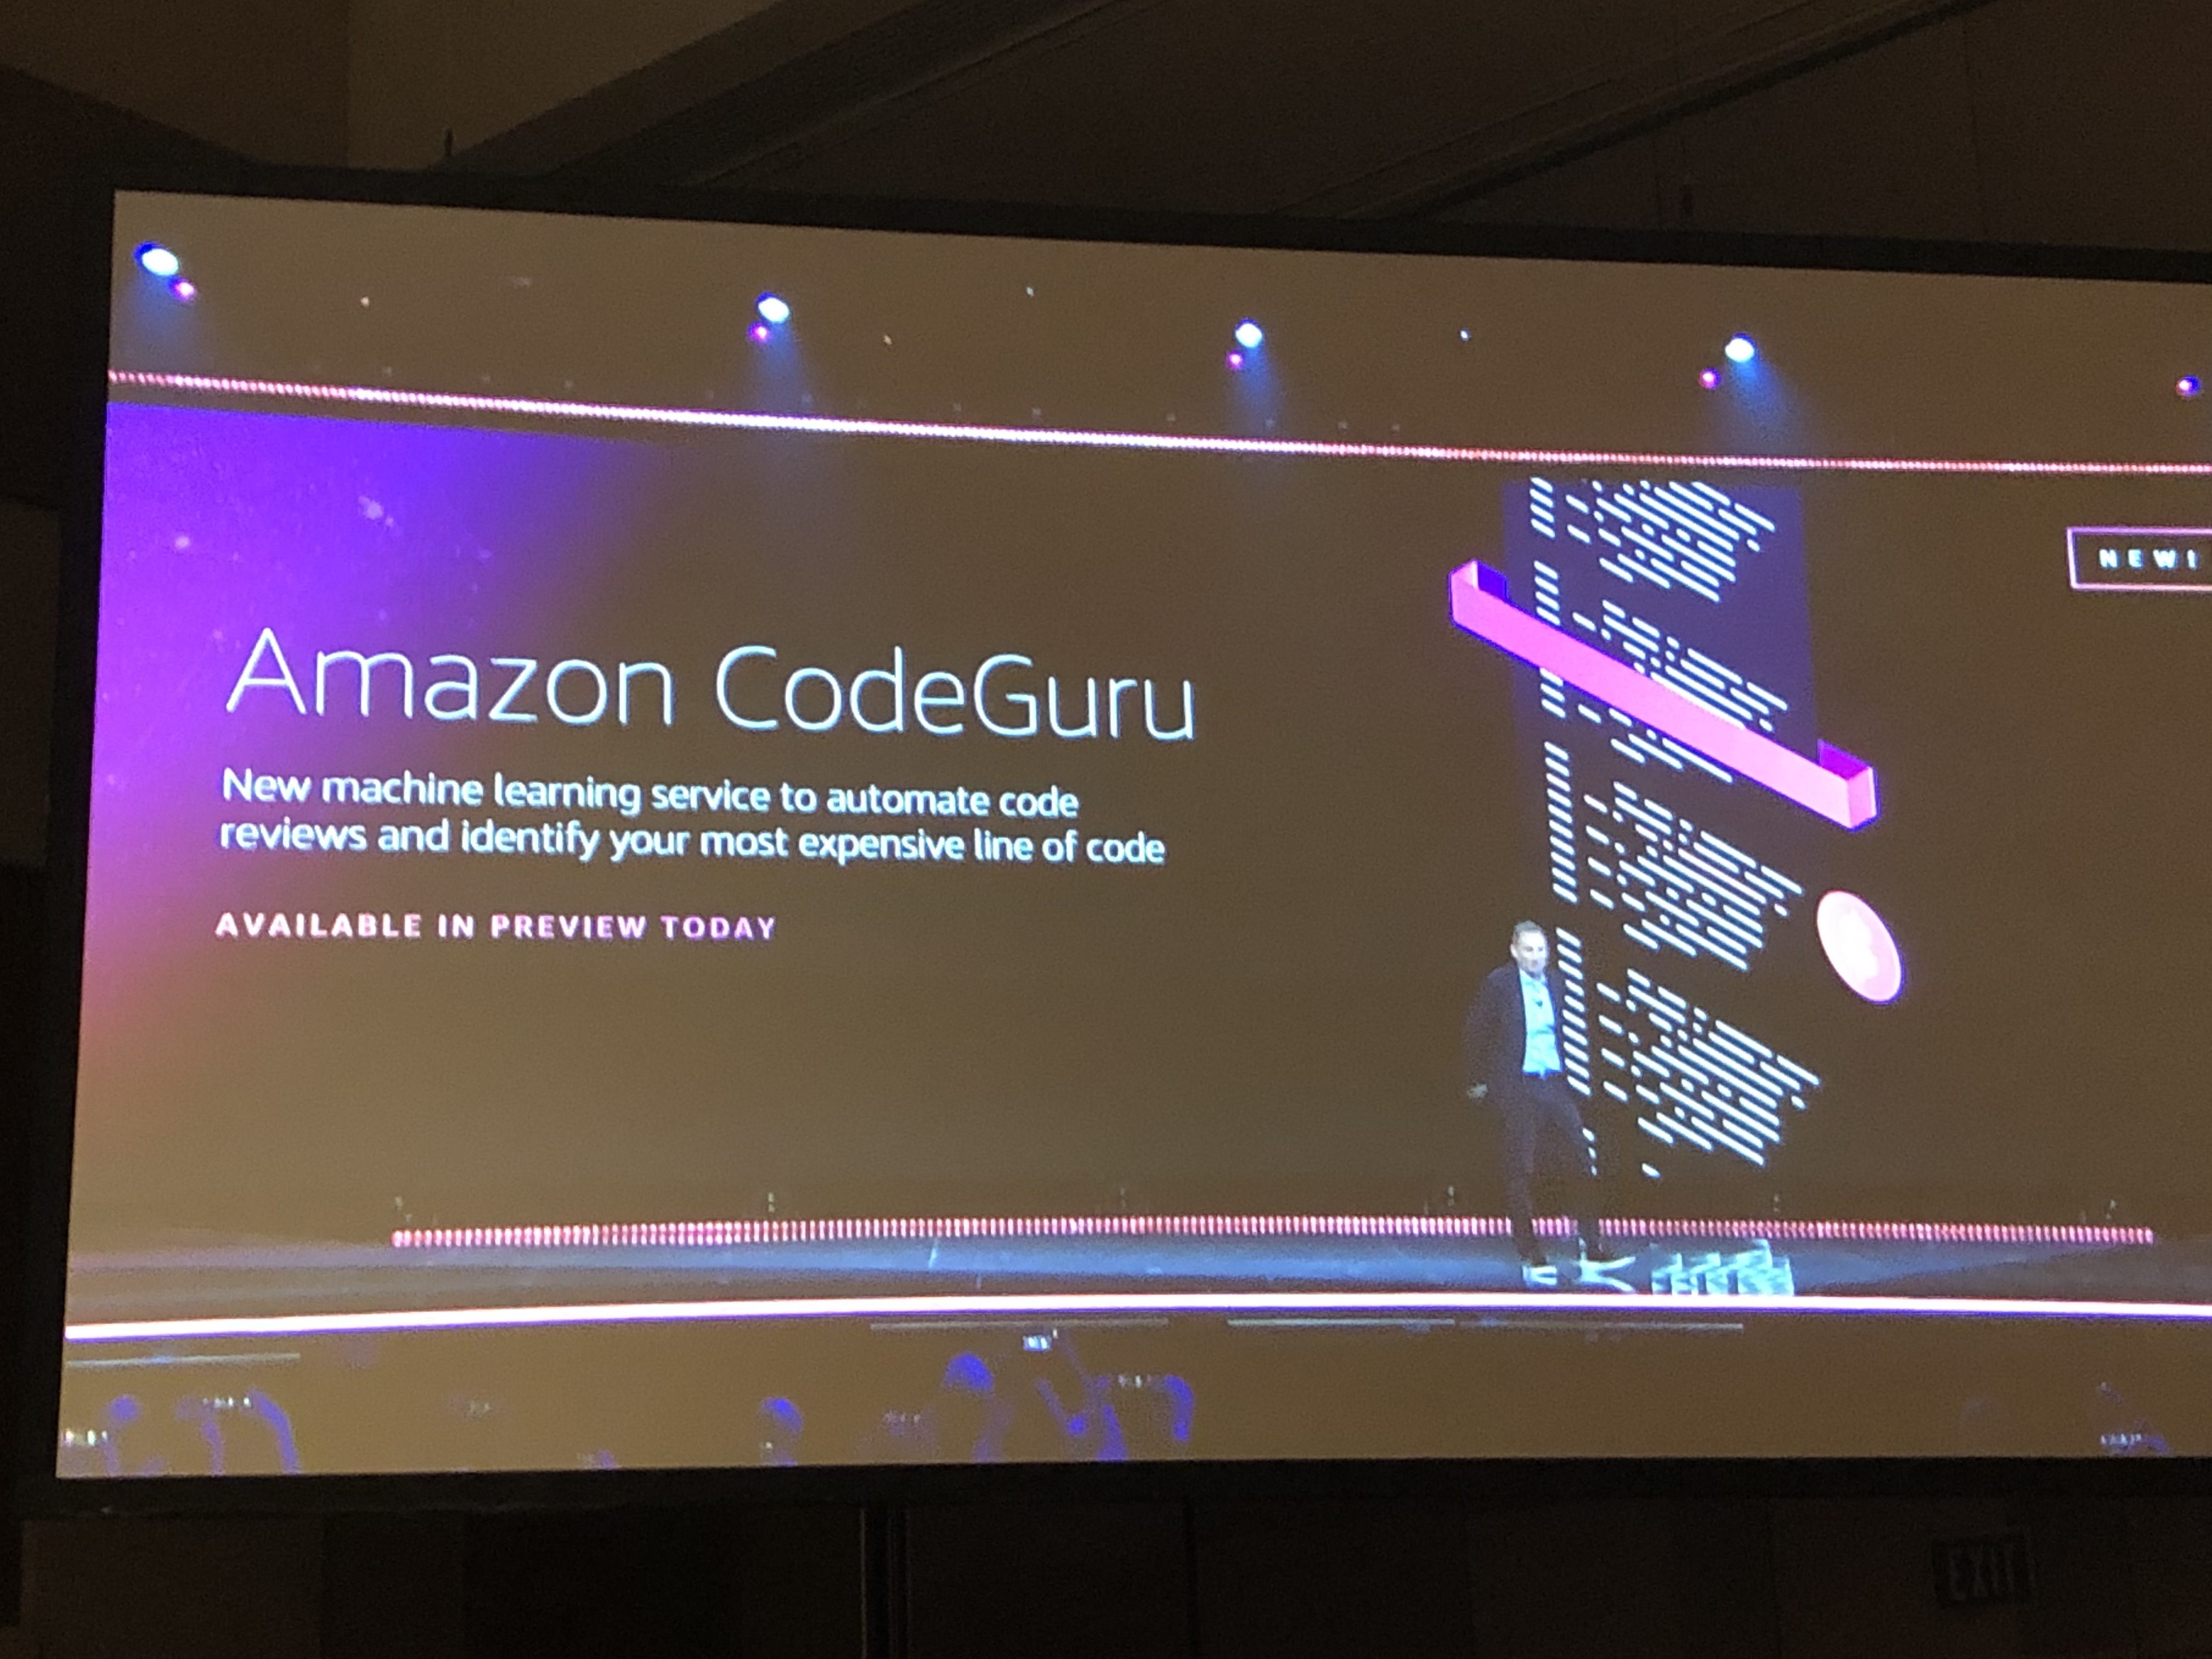 NEW!
Amazon CodeGuru
New machine learning service to automate code
reviews and identify your most expensive line of code
AVAILABLE IN PREVIEW TODAY
EXIT